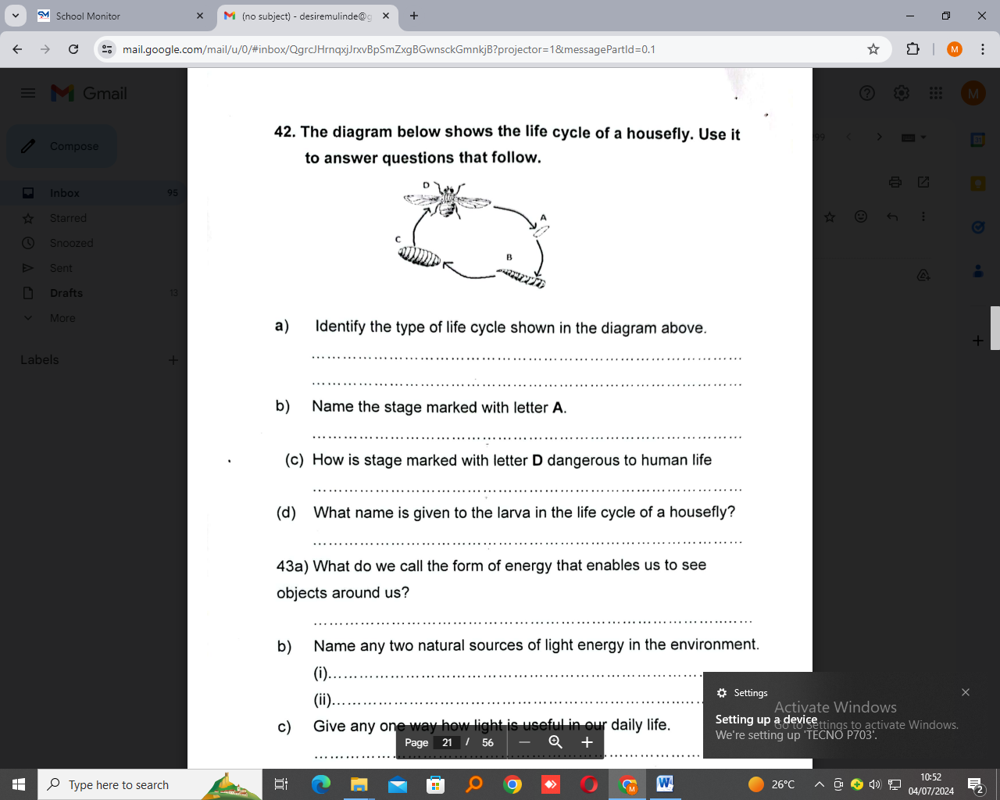 School Monitor
(no subject) - desiremulinde@g
mail.google.com/mail/u/0/#inbox/QgrcJHrnqxjJrxvBpSmZxgBGwnsckGmnkjB?projector=1&messagePartId=0.1
M
Gmail
M
Compose
299
Inbox 95
Starred
Snoozed
Sent
Drafts 13
More
Labels
42. The diagram below shows the life cycle of a housefly. Use it
to answer questions that follow.
D
A
C
B
a) Identify the type of life cycle shown in the diagram above.
b) Name the stage marked with letter A.
(c) How is stage marked with letter D dangerous to human life
(d) What name is given to the larva in the life cycle of a housefly?
43a) What do we call the form of energy that enables us to see
objects around us?
b) Name any two natural sources of light energy in the environment.
(i)
(ii)
c) Give any one way how light is useful in our daily life.
Page 21 / 56
Settings
Activate Windows
Setting up a device
Go to Settings to activate Windows.
We're setting up 'TECNO P703'.
Type here to search
26°C
10:52
04/07/2024
2